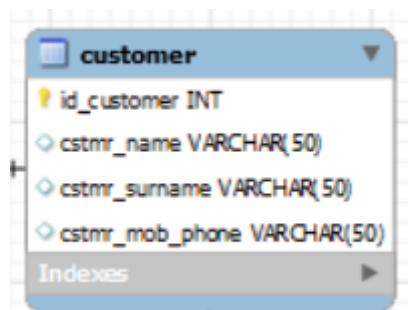 customer
id_customer INT
cstmr_name VARCHAR(50)
cstmr_surname VARCHAR(50)
cstmr_mob_phone VARCHAR(50)
Indexes